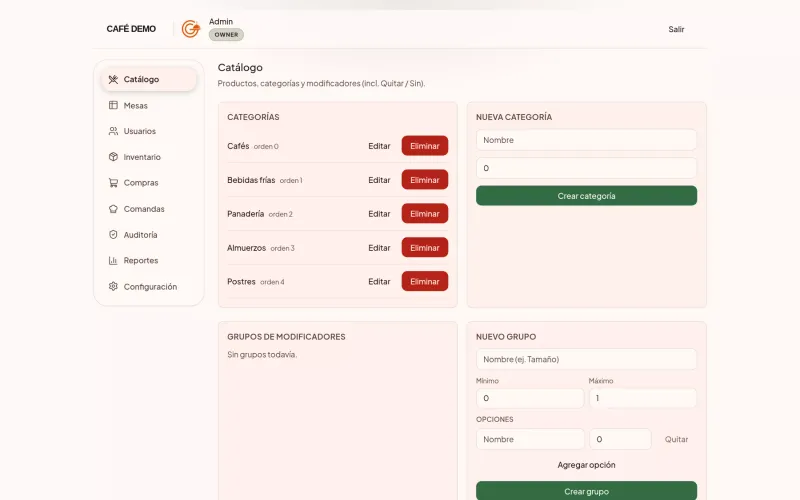 CAFÉ DEMO
Admin
OWNER
Salir
Catálogo
Mesas
Usuarios
Inventario
Compras
Comandas
Auditoría
Reportes
Configuración
Catálogo
Productos, categorías y modificadores (incl. Quitar / Sin).
CATEGORÍAS
Cafés orden 0 Editar Eliminar
Bebidas frías orden 1 Editar Eliminar
Panadería orden 2 Editar Eliminar
Almuerzos orden 3 Editar Eliminar
Postres orden 4 Editar Eliminar
NUEVA CATEGORÍA
Nombre
0
Crear categoría
GRUPOS DE MODIFICADORES
Sin grupos todavía.
NUEVO GRUPO
Nombre (ej. Tamaño)
Mínimo Máximo
0 1
OPCIONES
Nombre 0 Quitar
Agregar opción
Crear grupo